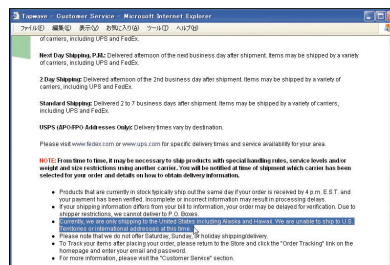 Tapwave - Customer Service - Microsoft Internet Explorer
ファイル(F) 編集(E) 表示(V) お気に入り(A) ツール(T) ヘルプ(H)
of carriers, including UPS and FedEx.
Next Day Shipping, P.M.: Delivered afternoon of the next business day after shipment. Items may be shipped by a variety
of carriers, including UPS and FedEx.
2 Day Shipping: Delivered afternoon of the 2nd business day after shipment. Items may be shipped by a variety of
carriers, including UPS and FedEx.
Standard Shipping: Delivered 2 to 7 business days after shipment. Items may be shipped by a variety of carriers,
including UPS and FedEx.
USPS (APO/FPO Addresses Only): Delivery times vary by destination.
Please visit www.fedex.com or www.ups.com for specific delivery times and service availability for your area.
NOTE: From time to time, it may be necessary to ship products with special handling rules, service levels and/or
weight and size restrictions using another carrier. You will be notified at time of shipment which carrier has been
selected for your order and details on how to obtain delivery information.
• Products that are currently in stock typically ship out the same day if your order is received by 4 p.m. E.S.T. and
your payment has been verified. Incomplete or incorrect information may result in processing delays.
• If your shipping information differs from your bill to information, your order may be delayed for verification. Due to
shipper restrictions, we cannot deliver to P.O. Boxes.
• Currently, we are only shipping to the United States including Alaska and Hawaii. We are unable to ship to U.S.
Territories or international addresses at this time.
• Please note that we do not offer Saturday, Sunday, or holiday shipping/delivery.
• To Track your items after placing your order, please return to the Store and click the "Order Tracking" link on the
homepage and enter your email and password.
• For more information, please visit the "Customer Service" section.